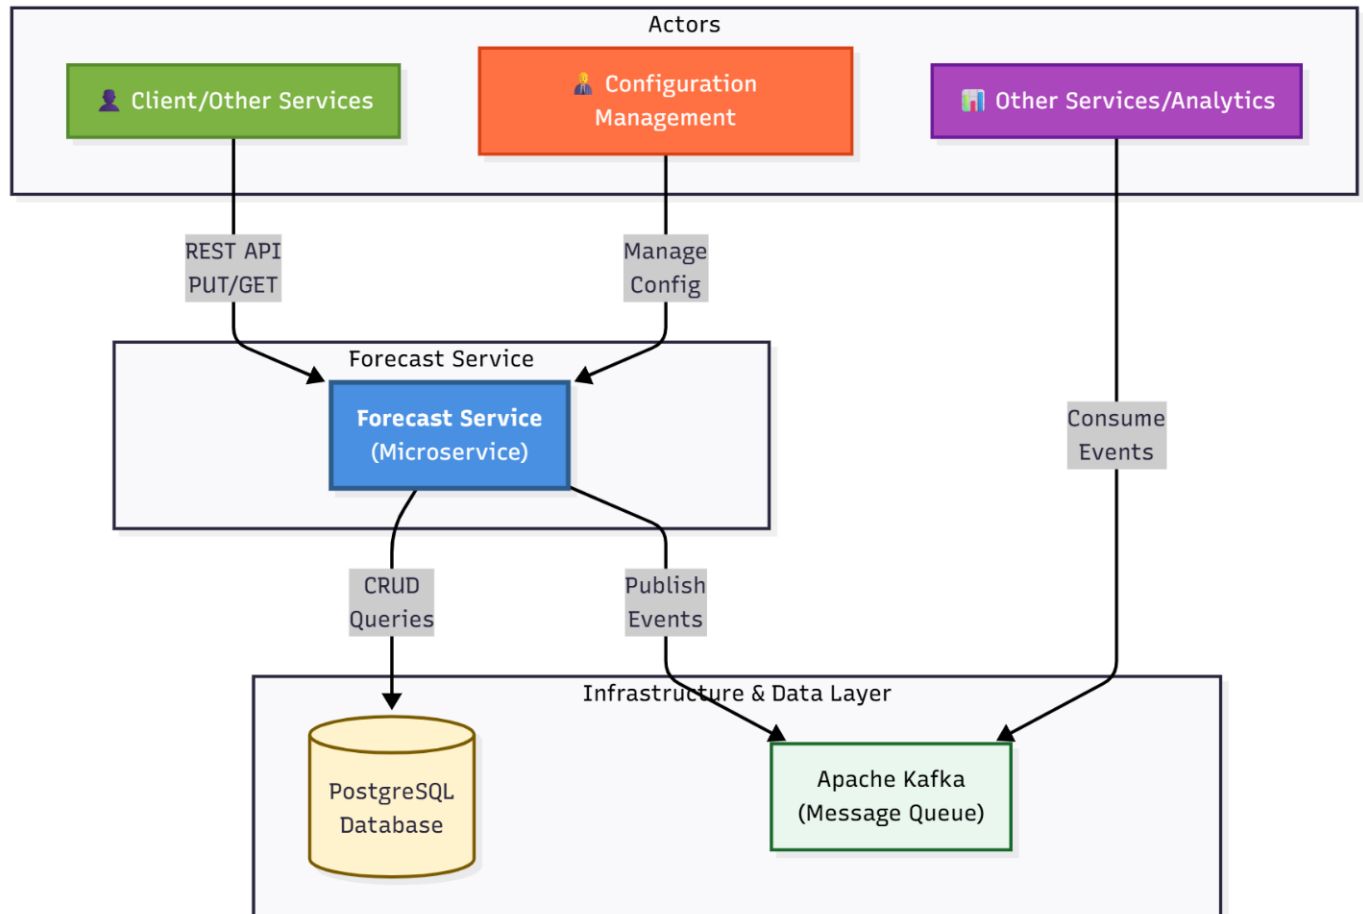 Actors
Client/Other Services
Configuration
Management
Other Services/Analytics
REST API
PUT/GET
Manage
Config
Forecast Service
Forecast Service
(Microservice)
Consume
Events
CRUD
Queries
Publish
Events
Infrastructure & Data Layer
PostgreSQL
Database
Apache Kafka
(Message Queue)